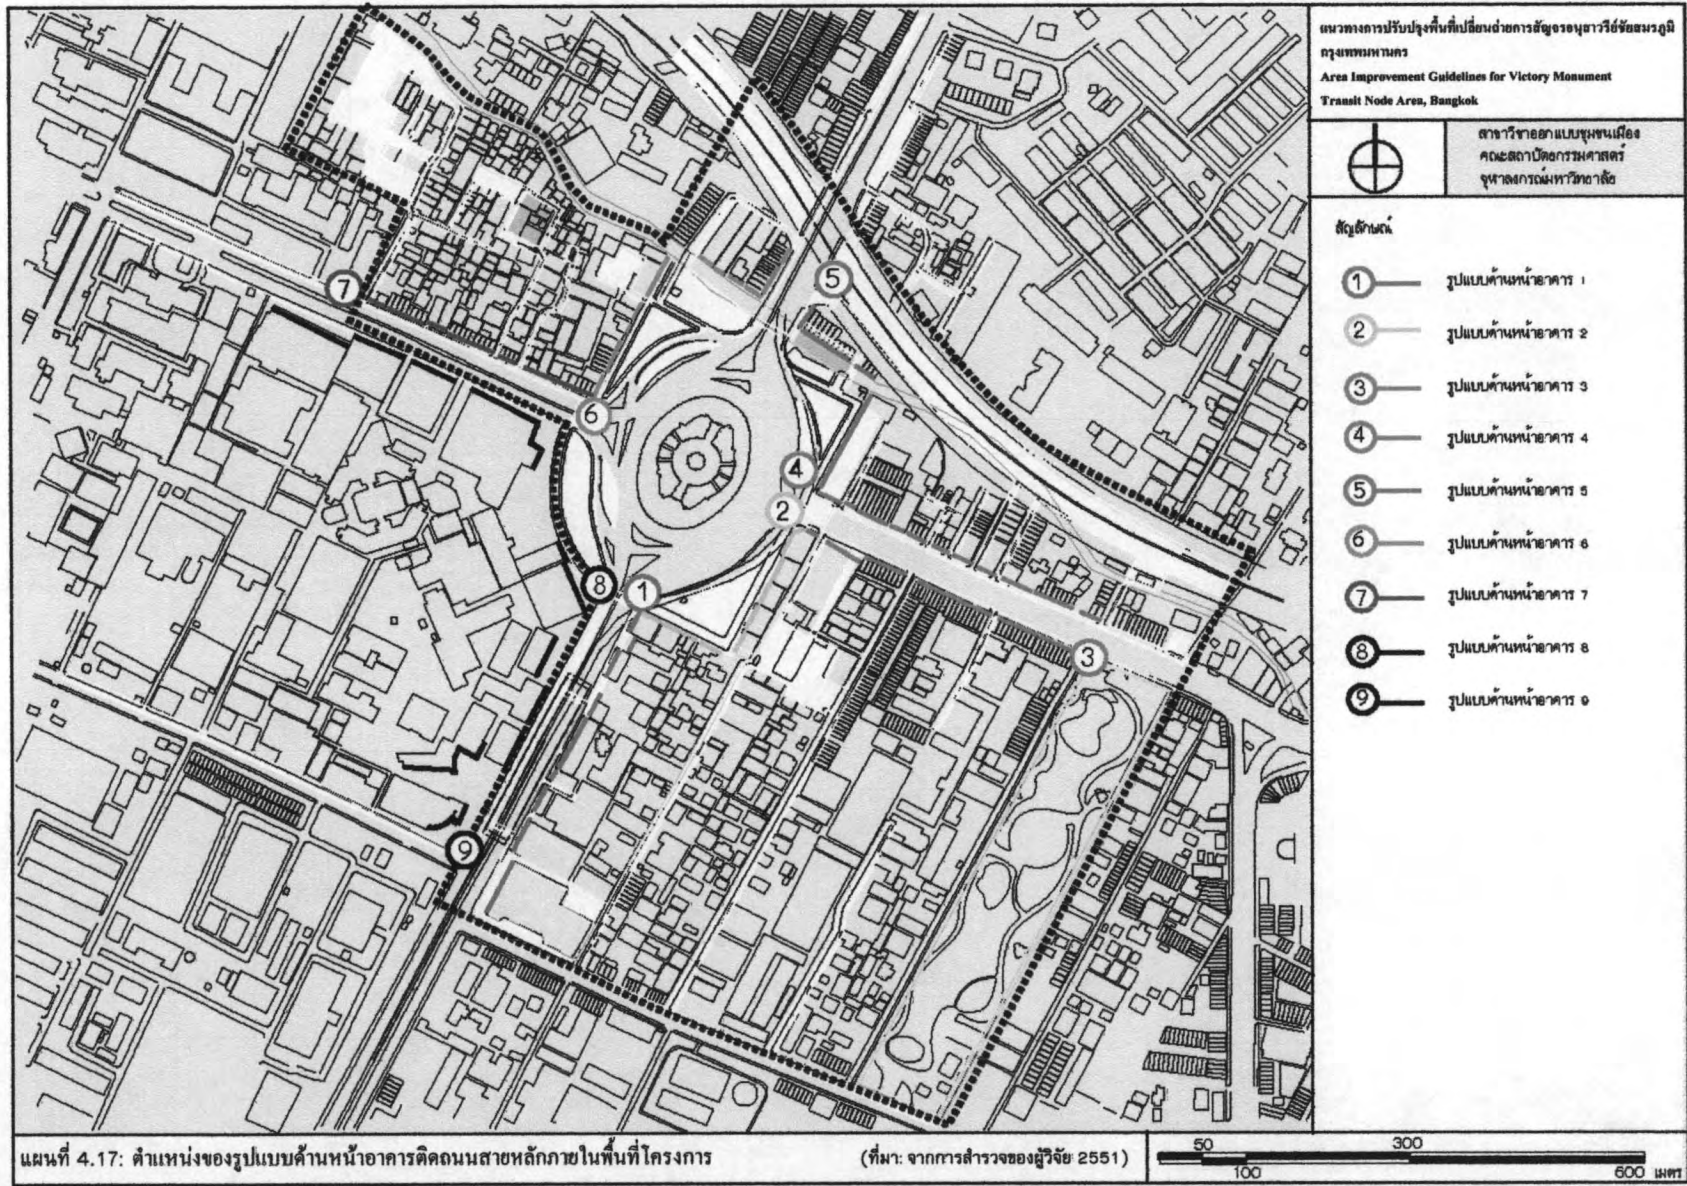 แนวทางการปรับปรุงพื้นที่เปลี่ยนถ่ายการสัญจรอนุสาวรีย์ชัยสมรภูมิ
กรุงเทพมหานคร
Area Improvement Guidelines for Victory Monument
Transit Node Area, Bangkok
สาขาวิชาออกแบบชุมชนเมือง
คณะสถาปัตยกรรมศาสตร์
จุฬาลงกรณ์มหาวิทยาลัย
สัญลักษณ์
1 รูปแบบด้านหน้าอาคาร 1
2 รูปแบบด้านหน้าอาคาร 2
3 รูปแบบด้านหน้าอาคาร 3
4 รูปแบบด้านหน้าอาคาร 4
5 รูปแบบด้านหน้าอาคาร 5
6 รูปแบบด้านหน้าอาคาร 6
7 รูปแบบด้านหน้าอาคาร 7
8 รูปแบบด้านหน้าอาคาร 8
9 รูปแบบด้านหน้าอาคาร 9
5
7
6
4
2
8
1
3
9
แผนที่ 4.17: ตำแหน่งของรูปแบบด้านหน้าอาคารติดถนนสายหลักภายในพื้นที่โครงการ (ที่มา: จากการสำรวจของผู้วิจัย 2551)
50 300
100 600 เมตร